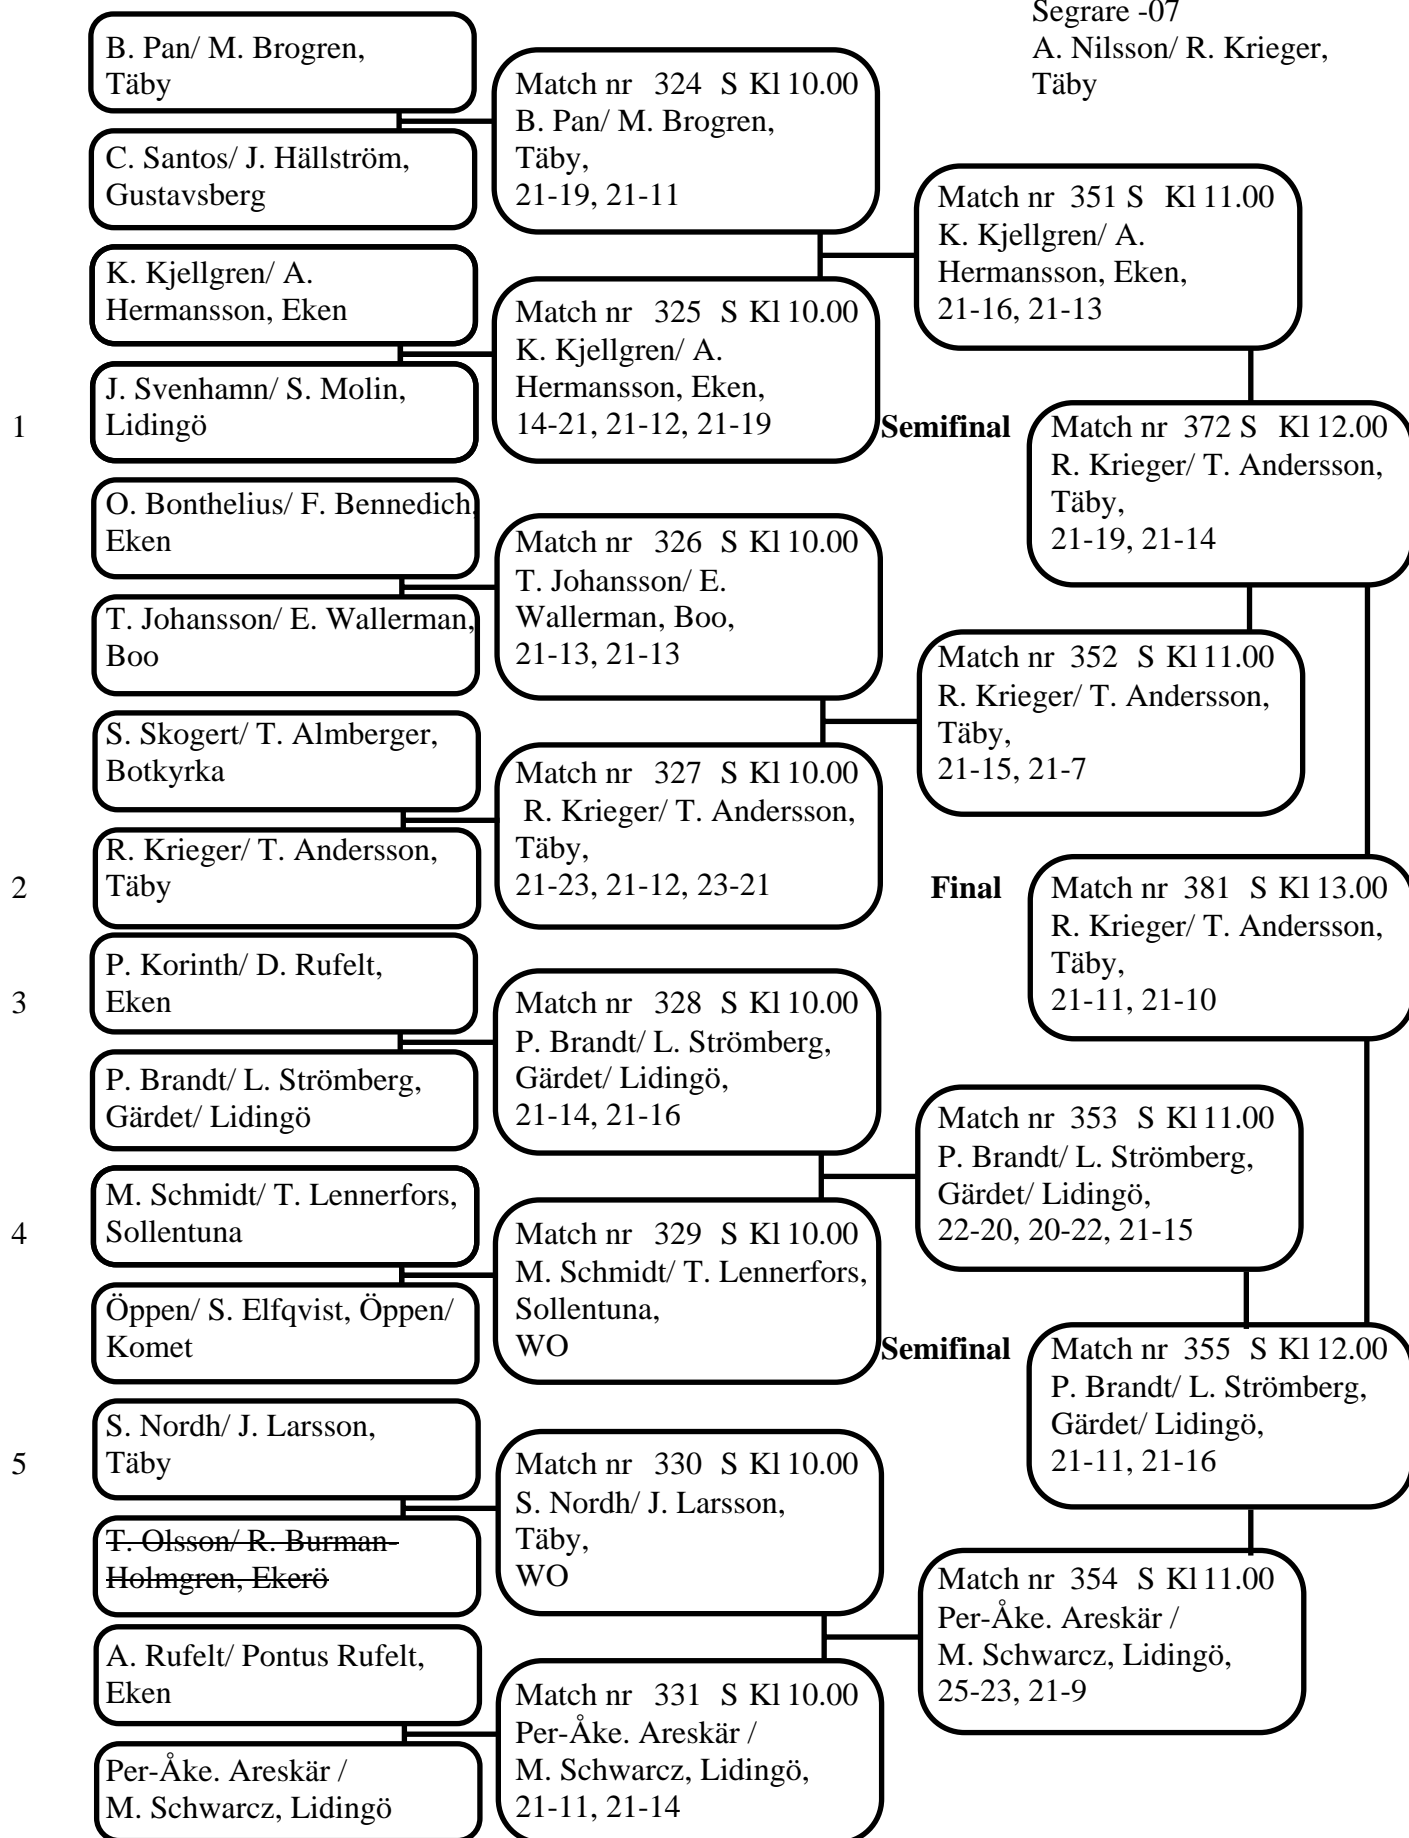 Segrare -07
A. Nilsson/ R. Krieger,
Täby
B. Pan/ M. Brogren,
Täby
C. Santos/ J. Hällström,
Gustavsberg
K. Kjellgren/ A.
Hermansson, Eken
J. Svenhamn/ S. Molin,
1 Lidingö
O. Bonthelius/ F. Bennedich,
Eken
T. Johansson/ E. Wallerman,
Boo
S. Skogert/ T. Almberger,
Botkyrka
R. Krieger/ T. Andersson,
2 Täby
P. Korinth/ D. Rufelt,
3 Eken
P. Brandt/ L. Strömberg,
Gärdet/ Lidingö
M. Schmidt/ T. Lennerfors,
4 Sollentuna
Öppen/ S. Elfqvist, Öppen/
Komet
S. Nordh/ J. Larsson,
5 Täby
T. Olsson/ R. Burman-
Holmgren, Ekerö
A. Rufelt/ Pontus Rufelt,
Eken
Per-Åke. Areskär /
M. Schwarcz, Lidingö
Match nr 324 S Kl 10.00
B. Pan/ M. Brogren,
Täby,
21-19, 21-11
Match nr 325 S Kl 10.00
K. Kjellgren/ A.
Hermansson, Eken,
14-21, 21-12, 21-19
Match nr 326 S Kl 10.00
T. Johansson/ E.
Wallerman, Boo,
21-13, 21-13
Match nr 327 S Kl 10.00
R. Krieger/ T. Andersson,
Täby,
21-23, 21-12, 23-21
Match nr 328 S Kl 10.00
P. Brandt/ L. Strömberg,
Gärdet/ Lidingö,
21-14, 21-16
Match nr 329 S Kl 10.00
M. Schmidt/ T. Lennerfors,
Sollentuna,
WO
Match nr 330 S Kl 10.00
S. Nordh/ J. Larsson,
Täby,
WO
Match nr 331 S Kl 10.00
Per-Åke. Areskär /
M. Schwarcz, Lidingö,
21-11, 21-14
Match nr 351 S Kl 11.00
K. Kjellgren/ A.
Hermansson, Eken,
21-16, 21-13
Match nr 352 S Kl 11.00
R. Krieger/ T. Andersson,
Täby,
21-15, 21-7
Match nr 353 S Kl 11.00
P. Brandt/ L. Strömberg,
Gärdet/ Lidingö,
22-20, 20-22, 21-15
Match nr 354 S Kl 11.00
Per-Åke. Areskär /
M. Schwarcz, Lidingö,
25-23, 21-9
Semifinal
Match nr 372 S Kl 12.00
R. Krieger/ T. Andersson,
Täby,
21-19, 21-14
Final
Match nr 381 S Kl 13.00
R. Krieger/ T. Andersson,
Täby,
21-11, 21-10
Semifinal
Match nr 355 S Kl 12.00
P. Brandt/ L. Strömberg,
Gärdet/ Lidingö,
21-11, 21-16